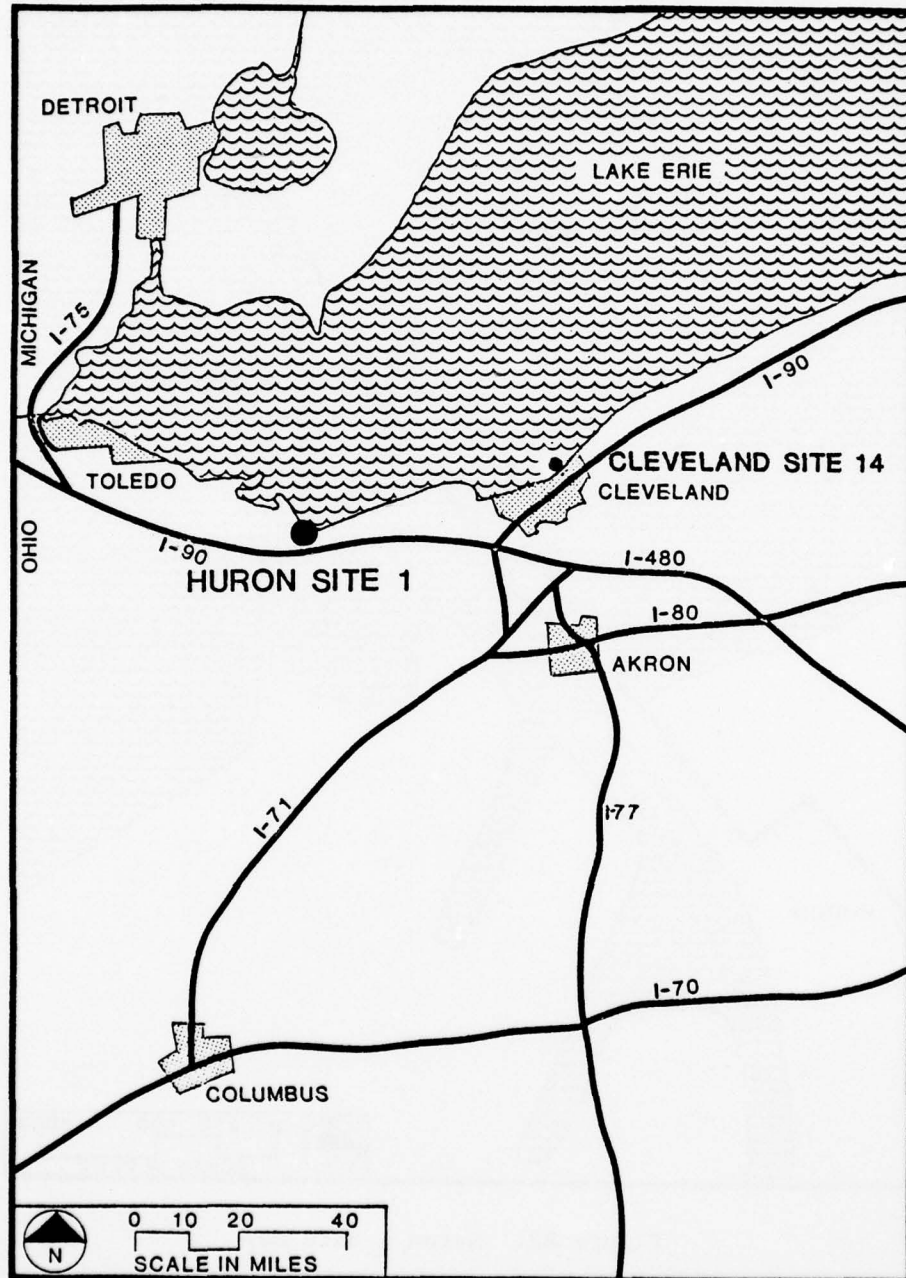 DETROIT
LAKE ERIE
MICHIGAN
I-75
I-90
TOLEDO
CLEVELAND SITE 14
CLEVELAND
OHIO
I-90
HURON SITE 1
I-480
I-80
AKRON
I-71
I-77
I-70
COLUMBUS
0 10 20 40
N
SCALE IN MILES